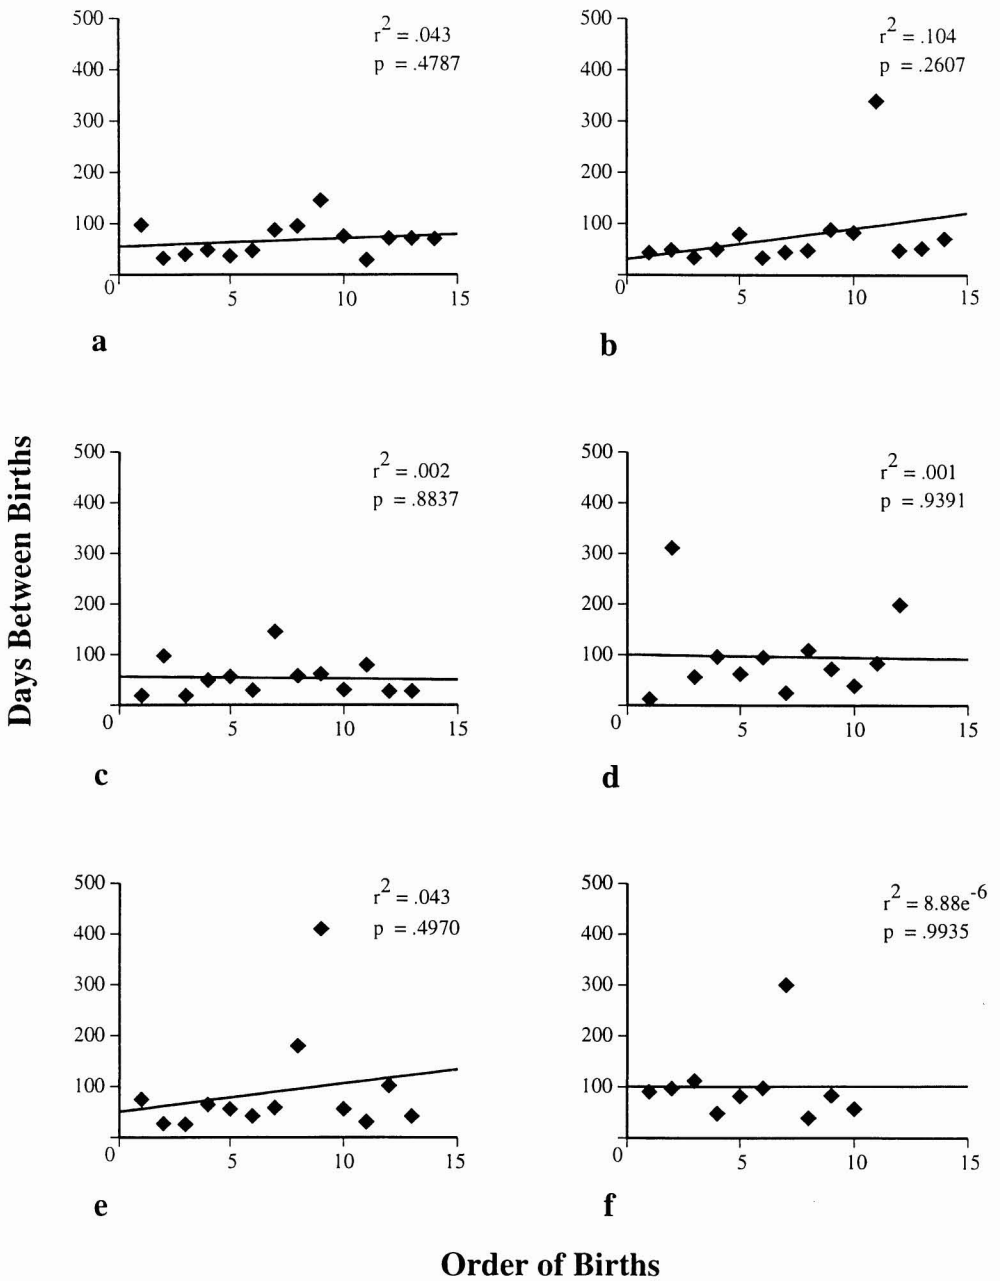 500
400
300
200
100
0
5
10
15
r2 = .043
p = .4787
a
500
400
300
200
100
0
5
10
15
r2 = .104
p = .2607
b
500
400
300
200
100
0
5
10
15
r2 = .002
p = .8837
c
500
400
300
200
100
0
5
10
15
r2 = .001
p = .9391
d
500
400
300
200
100
0
5
10
15
r2 = .043
p = .4970
e
500
400
300
200
100
0
5
10
15
r2 = 8.88e-6
p = .9935
f
Days Between Births
Order of Births